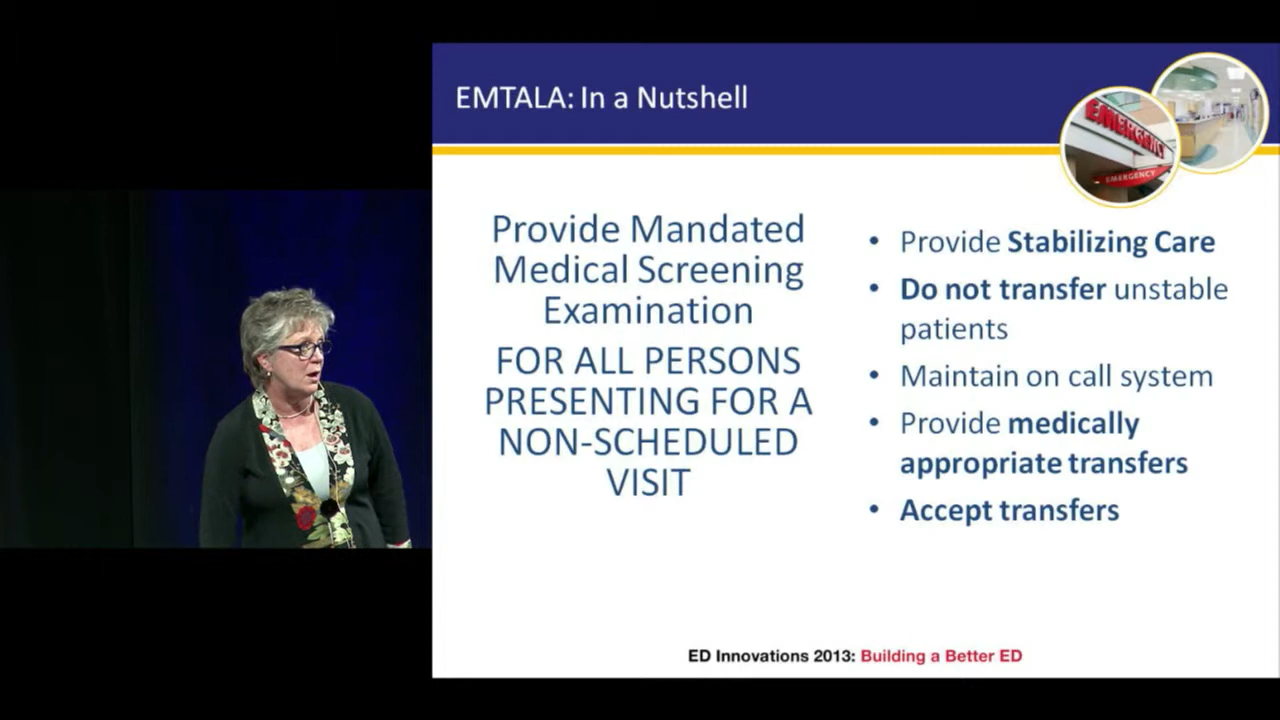 EMTALA: In a Nutshell
EMERGENCY
EMERGENCY
Provide Mandated
Medical Screening
Examination
FOR ALL PERSONS
PRESENTING FOR A
NON-SCHEDULED
VISIT
• Provide Stabilizing Care
• Do not transfer unstable
patients
• Maintain on call system
• Provide medically
appropriate transfers
• Accept transfers
ED Innovations 2013: Building a Better ED